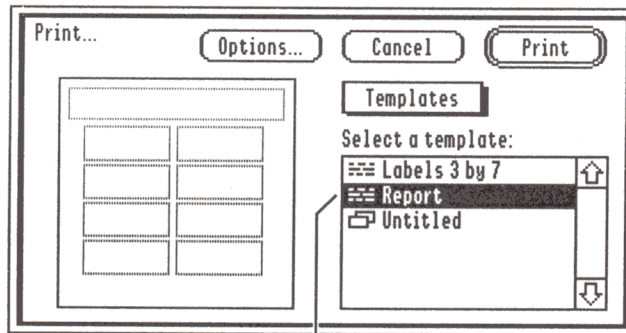 Print...
Options...
Cancel
Print
Templates
Select a template:
Labels 3 by 7
Report
Untitled